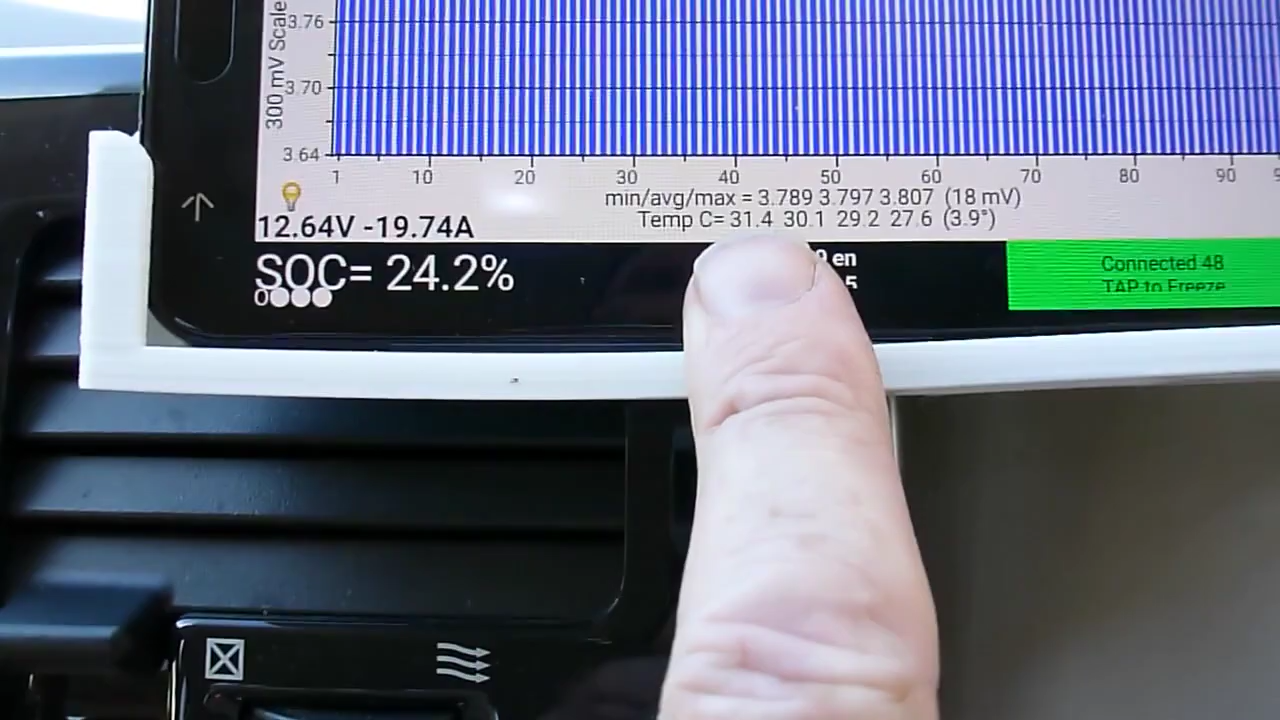 3.76
300 mV Scale
3.70
3.64
1 10 20 30 40 50 60 70 80 90
min/avg/max = 3.789 3.797 3.807 (18 mV)
Temp C= 31.4 30.1 29.2 27.6 (3.9°)
12.64V -19.74A
SOC= 24.2%
en
5
Connected 48
TAP to Freeze